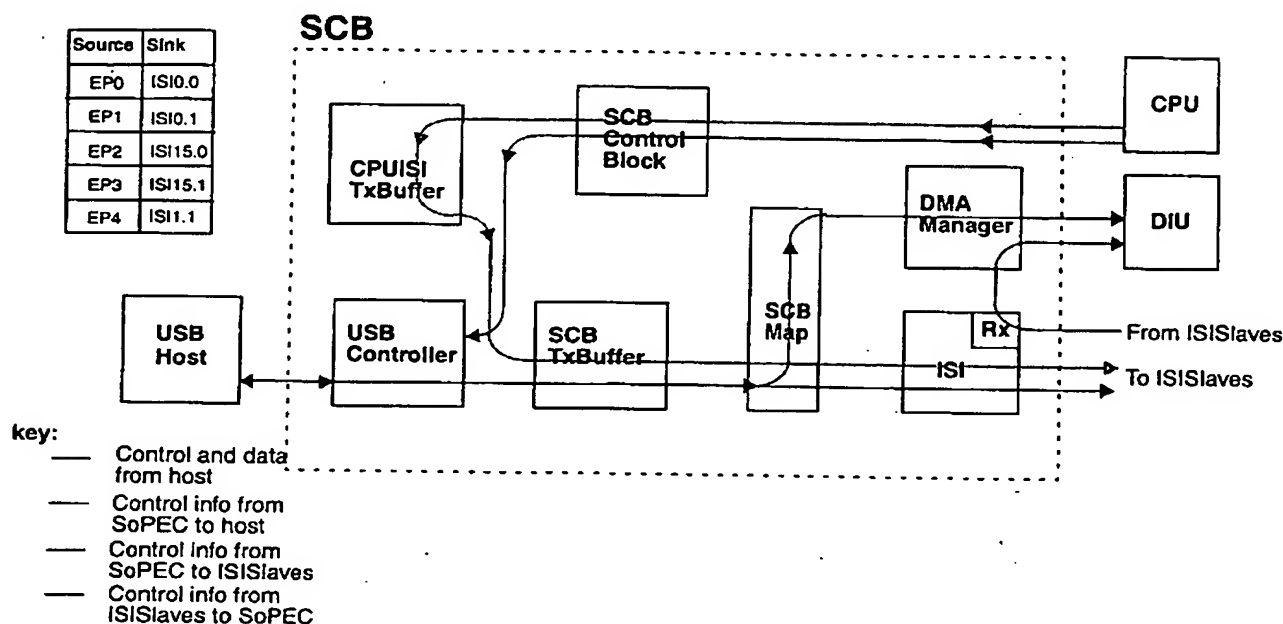 SCB
Source Sink
EP0 ISI0.0
EP1 ISI0.1
EP2 ISI15.0
EP3 ISI15.1
EP4 ISI1.1
CPU
SCB
Control
Block
CPUISI
TxBuffer
DMA
Manager
DIU
USB
Host
USB
Controller
SCB
TxBuffer
SCB
Map
Rx
ISI
From ISISlaves
To ISISlaves
key:
Control and data
from host
Control info from
SoPEC to host
Control info from
SoPEC to ISISlaves
Control info from
ISISlaves to SoPEC